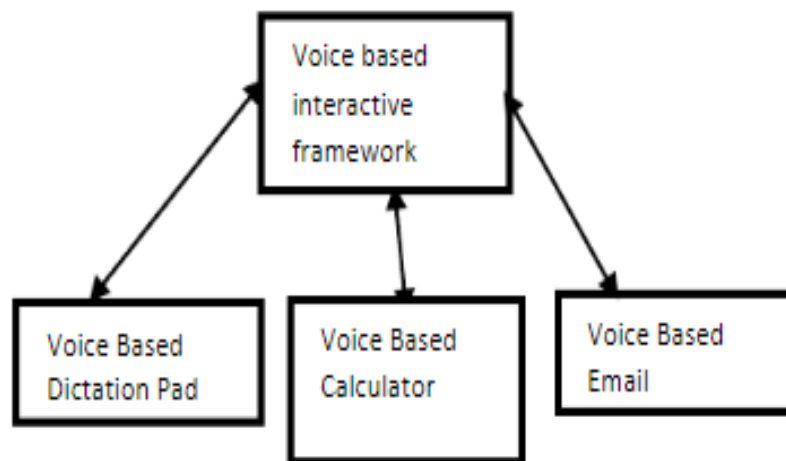 Voice based
interactive
framework
Voice Based
Dictation Pad
Voice Based
Calculator
Voice Based
Email